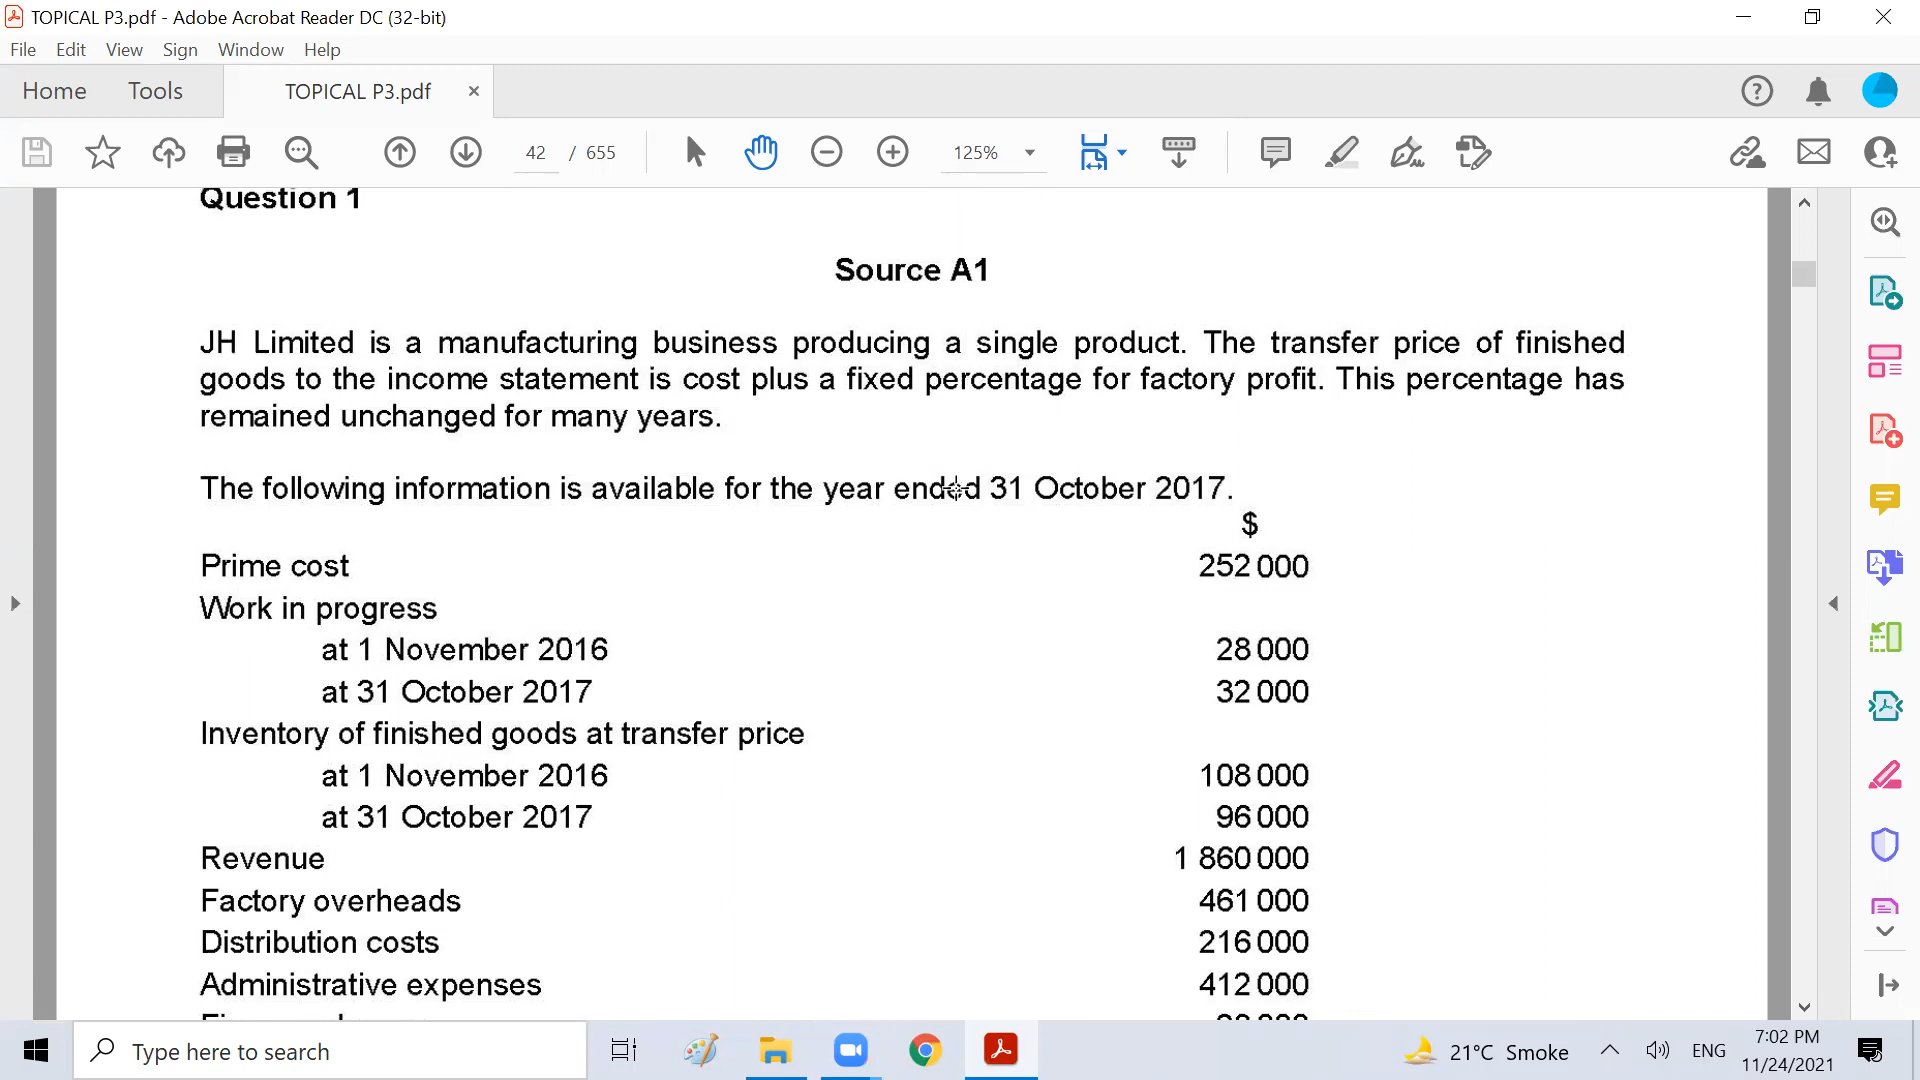 TOPICAL P3.pdf - Adobe Acrobat Reader DC (32-bit)
File Edit View Sign Window Help
Home Tools TOPICAL P3.pdf ×
42 / 655 125%
Question 1
Source A1
JH Limited is a manufacturing business producing a single product. The transfer price of finished
goods to the income statement is cost plus a fixed percentage for factory profit. This percentage has
remained unchanged for many years.
The following information is available for the year ended 31 October 2017.
$
Prime cost 252 000
Work in progress
at 1 November 2016 28 000
at 31 October 2017 32 000
Inventory of finished goods at transfer price
at 1 November 2016 108 000
at 31 October 2017 96 000
Revenue 1 860 000
Factory overheads 461 000
Distribution costs 216 000
Administrative expenses 412 000
Type here to search
21°C Smoke ENG
7:02 PM
11/24/2021